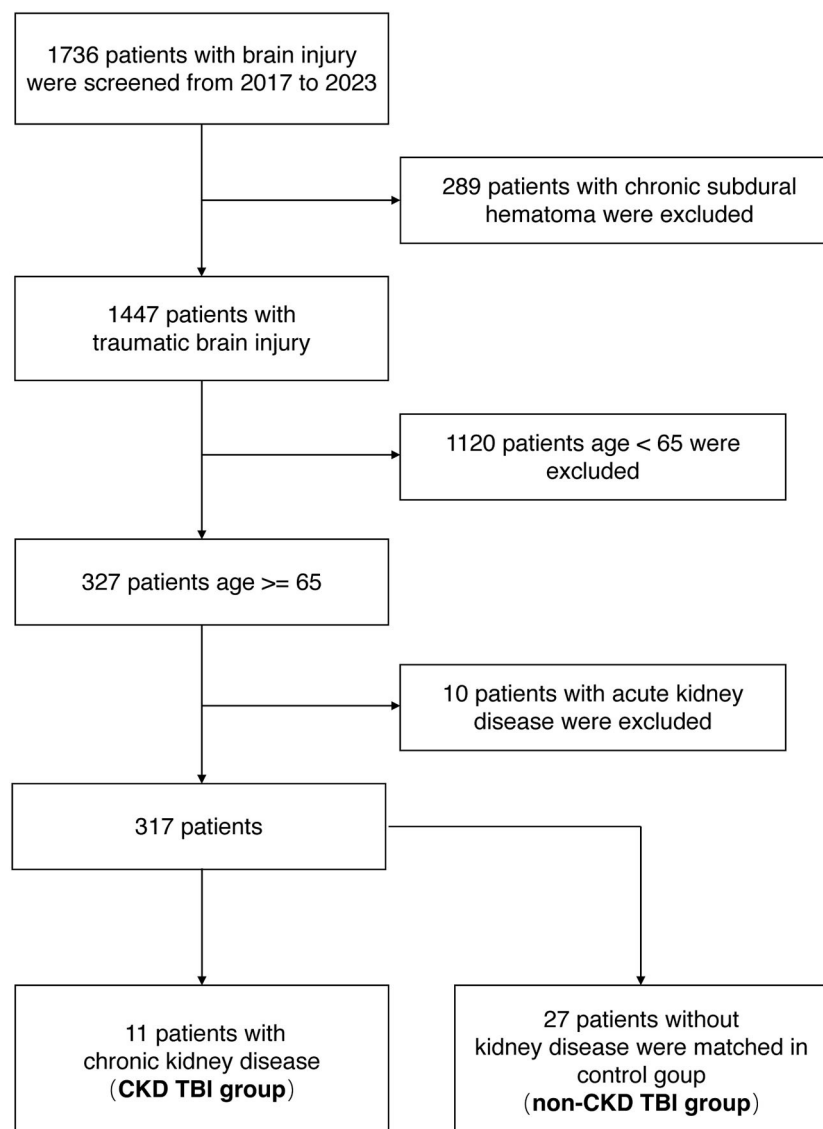 1736 patients with brain injury
were screened from 2017 to 2023
289 patients with chronic subdural
hematoma were excluded
1447 patients with
traumatic brain injury
1120 patients age < 65 were
excluded
327 patients age >= 65
10 patients with acute kidney
disease were excluded
317 patients
11 patients with
chronic kidney disease
（CKD TBI group）
27 patients without
kidney disease were matched in
control goup
（non-CKD TBI group）